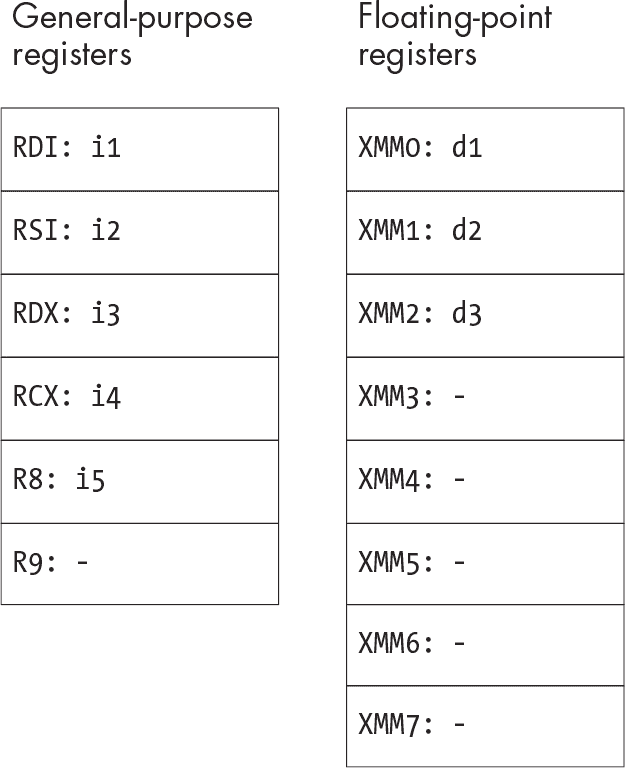 General-purpose
registers
RDI: i1
RSI: i2
RDX: i3
RCX: i4
R8: i5
R9: -
Floating-point
registers
XMM0: d1
XMM1: d2
XMM2: d3
XMM3: -
XMM4: -
XMM5: -
XMM6: -
XMM7: -